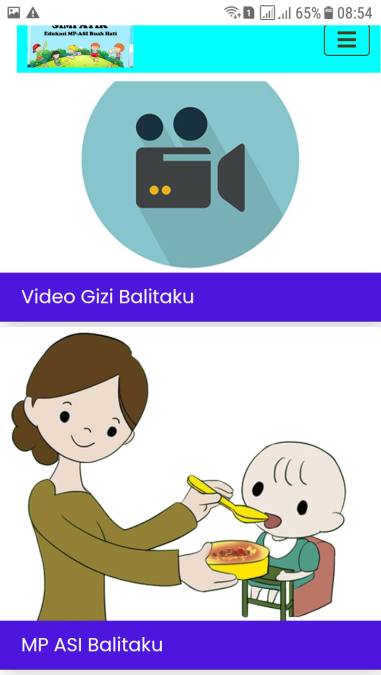 65% 08:54
Edukasi MP-ASI Buah Hati
Video Gizi Balitaku
MP ASI Balitaku